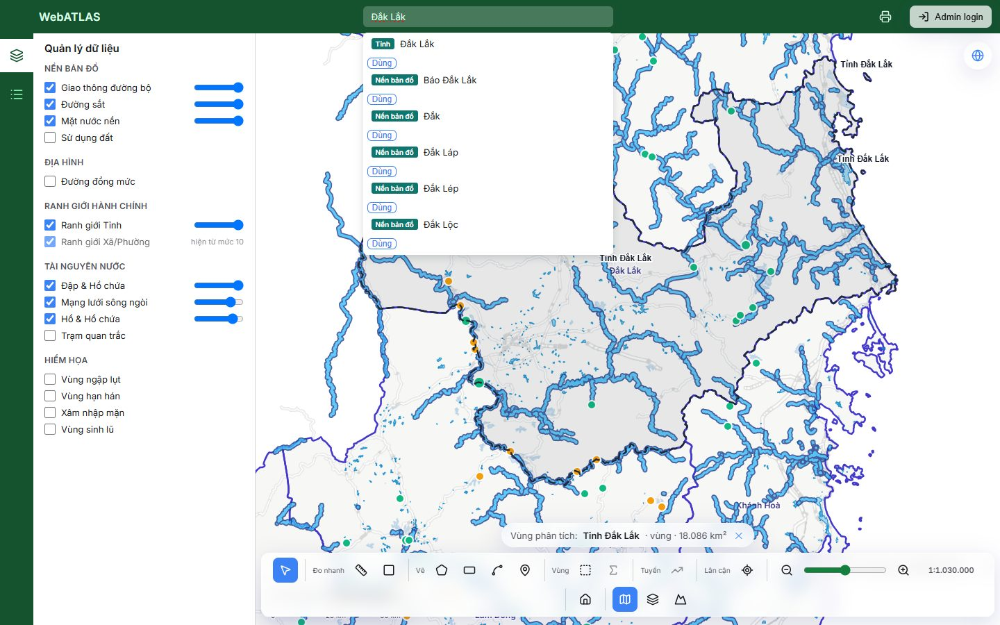 WebATLAS
Đắk Lắk
Admin login
Quản lý dữ liệu
NỀN BẢN ĐỒ
Giao thông đường bộ
Đường sắt
Mặt nước nền
Sử dụng đất
ĐỊA HÌNH
Đường đồng mức
RANH GIỚI HÀNH CHÍNH
Ranh giới Tỉnh
Ranh giới Xã/Phường hiện từ mức 10
TÀI NGUYÊN NƯỚC
Đập & Hồ chứa
Mạng lưới sông ngòi
Hồ & Hồ chứa
Trạm quan trắc
HIỂM HỌA
Vùng ngập lụt
Vùng hạn hán
Xâm nhập mặn
Vùng sinh lũ
Tỉnh Đắk Lắk
Dùng
Nền bản đồ Báo Đắk Lắk
Dùng
Nền bản đồ Đắk
Dùng
Nền bản đồ Đắk Láp
Dùng
Nền bản đồ Đắk Lép
Dùng
Nền bản đồ Đắk Lộc
Dùng
Tỉnh Đắk Lắk
Tỉnh Đắk Lắk
Tỉnh Đắk Lắk
Đắk Lắk
Khánh Hoà
Vùng phân tích: Tỉnh Đắk Lắk · vùng · 18.086 km²
Đo nhanh
Vẽ
Vùng
Tuyến
Lân cận
1:1.030.000
Lâm Đồng